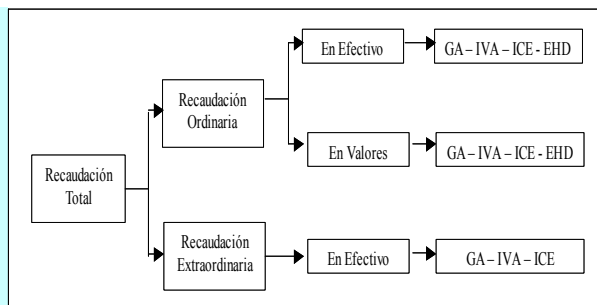 En Efectivo
GA – IVA – ICE - EHD
Recaudación
Ordinaria
En Valores
GA – IVA – ICE - EHD
Recaudación
Total
Recaudación
Extraordinaria
En Efectivo
GA – IVA – ICE